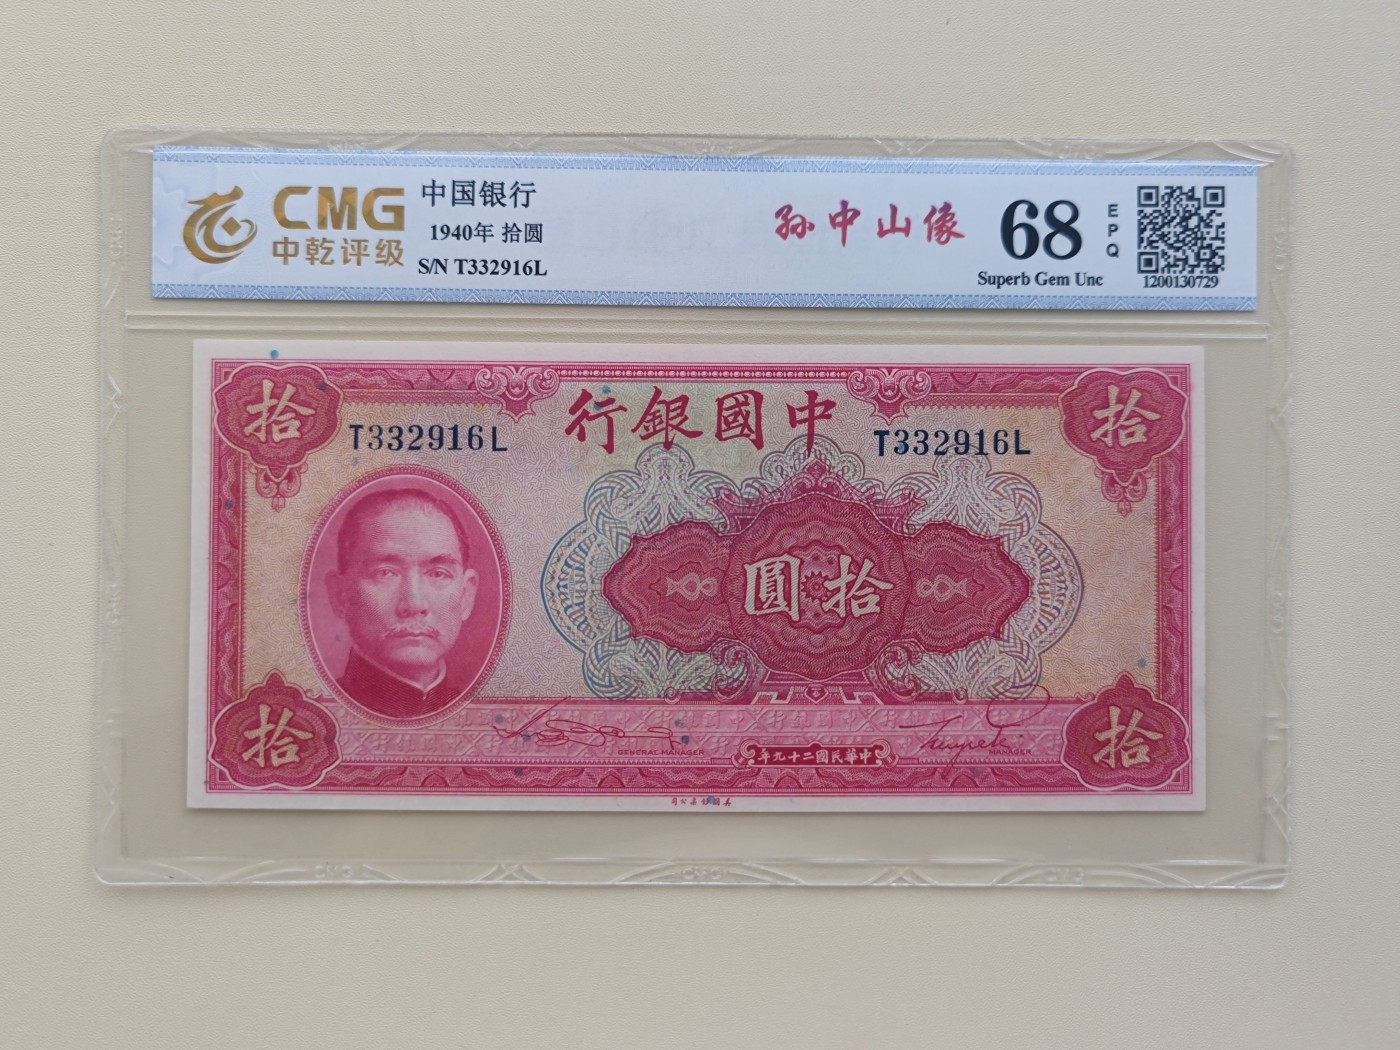 CMG
中乾评级
中国银行
1940年 拾圆
S/N T332916L
孙中山像
68
EPQ
Superb Gem Unc
1200130729
拾
拾
行銀國中
T332916L
T332916L
圓拾
拾
拾
GENERAL MANAGER
MANAGER
年九十二國民華中